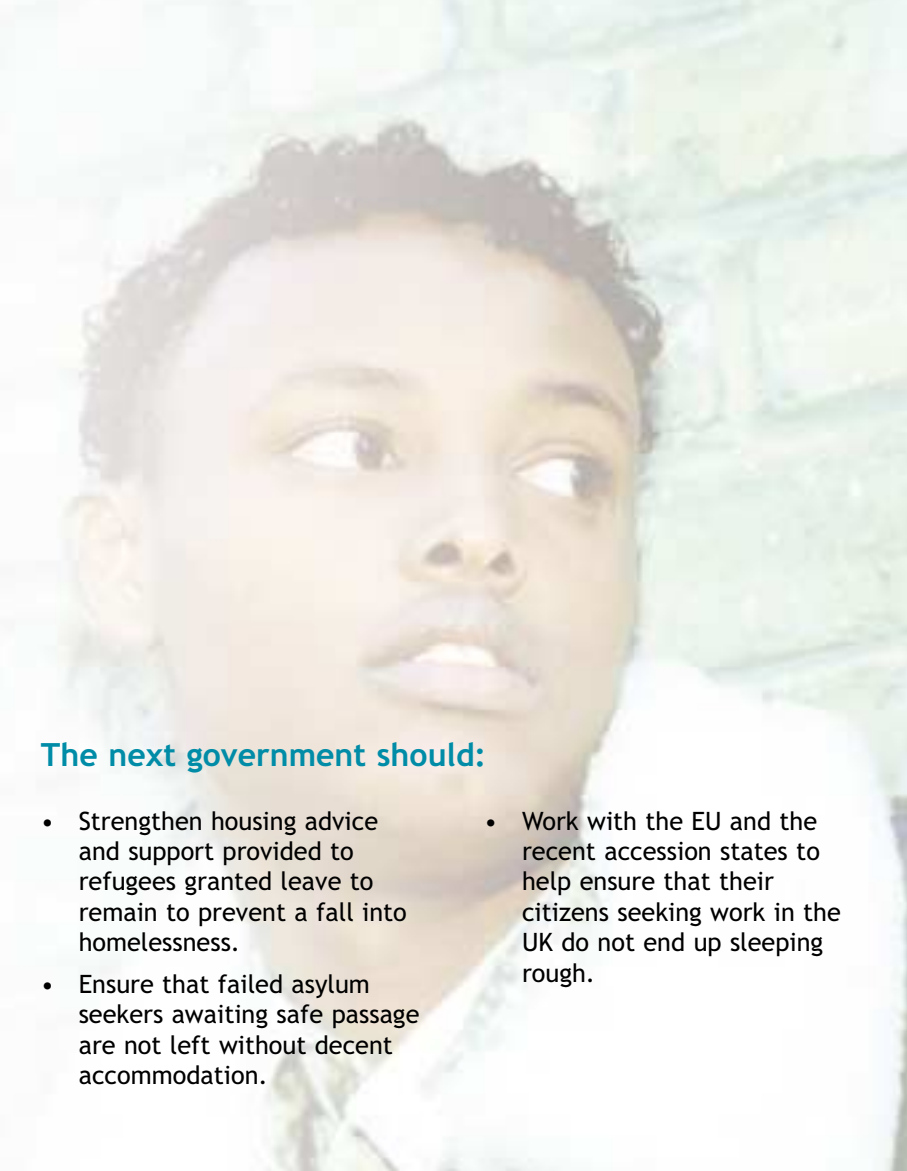 The next government should:
• Strengthen housing advice
and support provided to
refugees granted leave to
remain to prevent a fall into
homelessness.
• Ensure that failed asylum
seekers awaiting safe passage
are not left without decent
accommodation.
• Work with the EU and the
recent accession states to
help ensure that their
citizens seeking work in the
UK do not end up sleeping
rough.